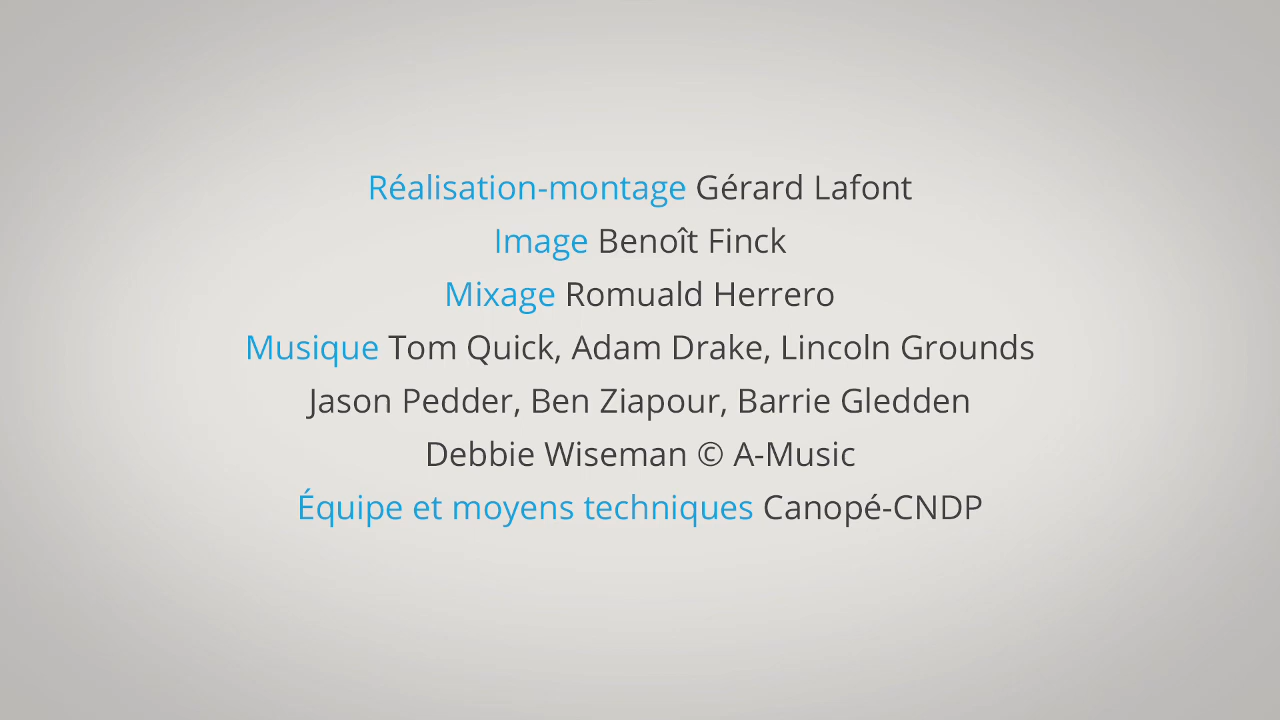 Réalisation-montage Gérard Lafont
Image Benoît Finck
Mixage Romuald Herrero
Musique Tom Quick, Adam Drake, Lincoln Grounds
Jason Pedder, Ben Ziapour, Barrie Gledden
Debbie Wiseman © A-Music
Équipe et moyens techniques Canopé-CNDP